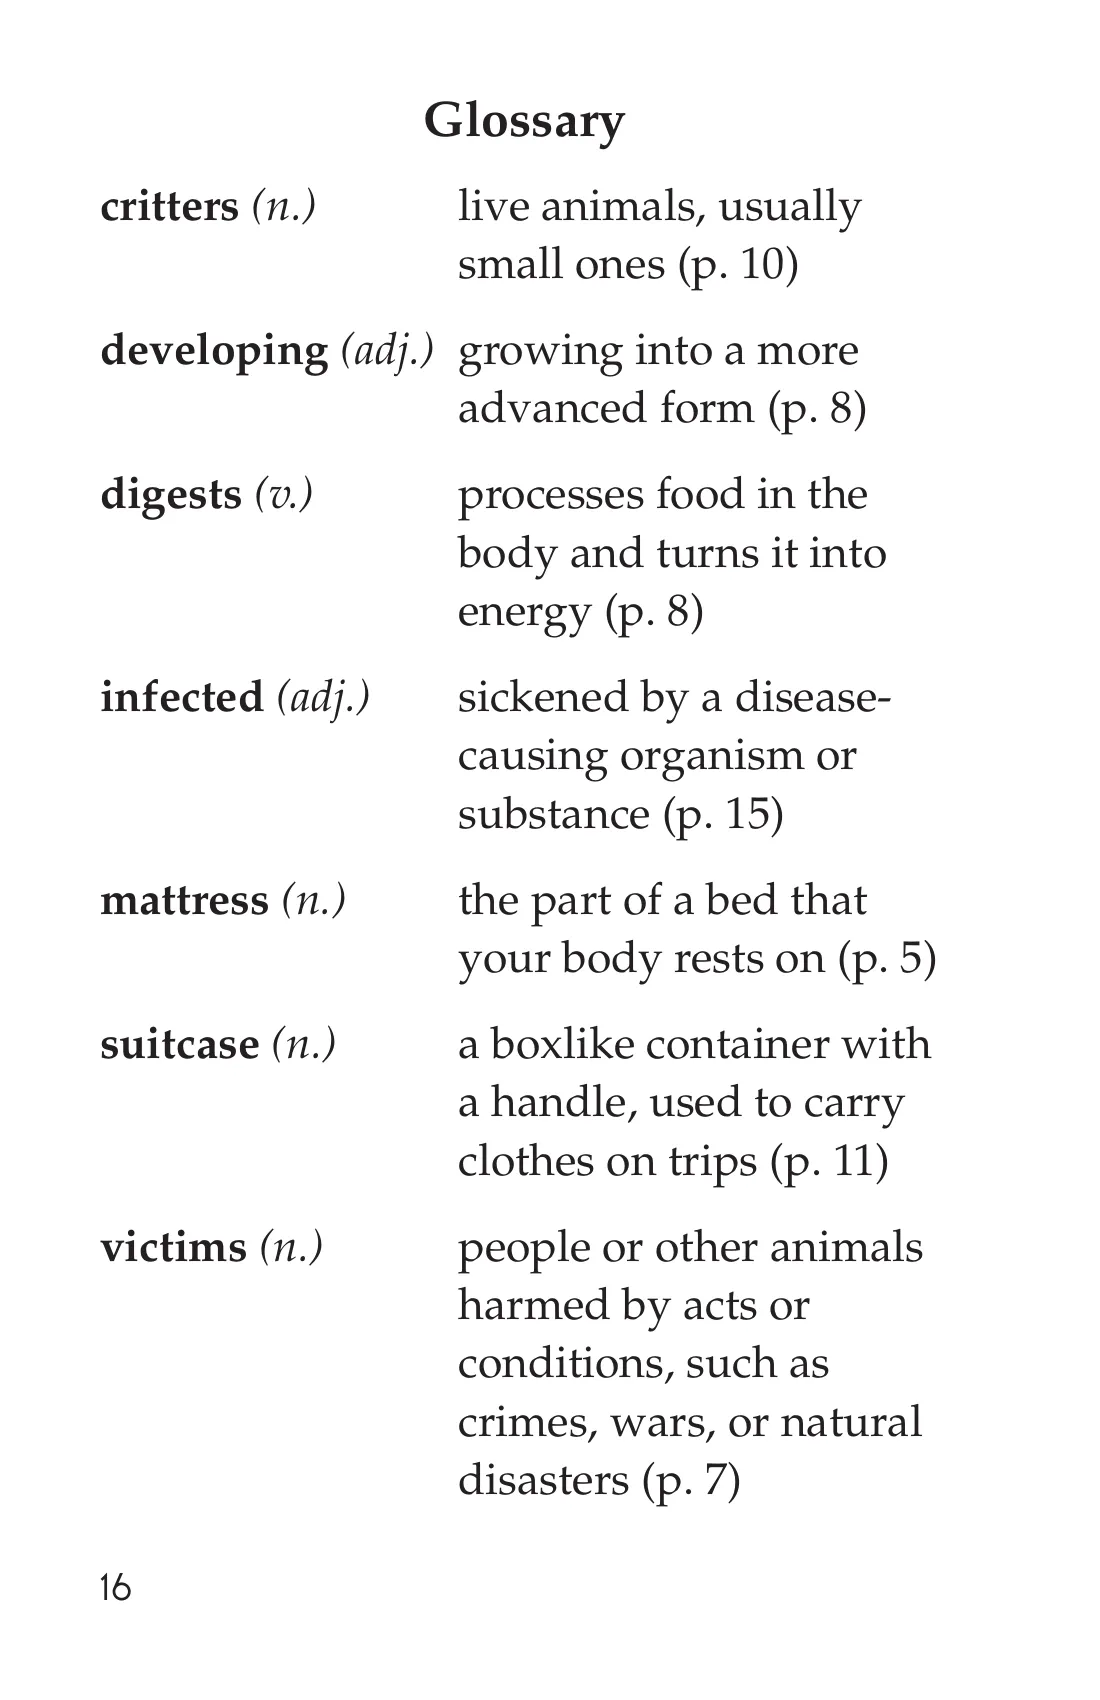 Glossary
critters (n.) live animals, usually
small ones (p. 10)
developing (adj.) growing into a more
advanced form (p. 8)
digests (v.) processes food in the
body and turns it into
energy (p. 8)
infected (adj.) sickened by a disease-
causing organism or
substance (p. 15)
mattress (n.) the part of a bed that
your body rests on (p. 5)
suitcase (n.) a boxlike container with
a handle, used to carry
clothes on trips (p. 11)
victims (n.) people or other animals
harmed by acts or
conditions, such as
crimes, wars, or natural
disasters (p. 7)
16